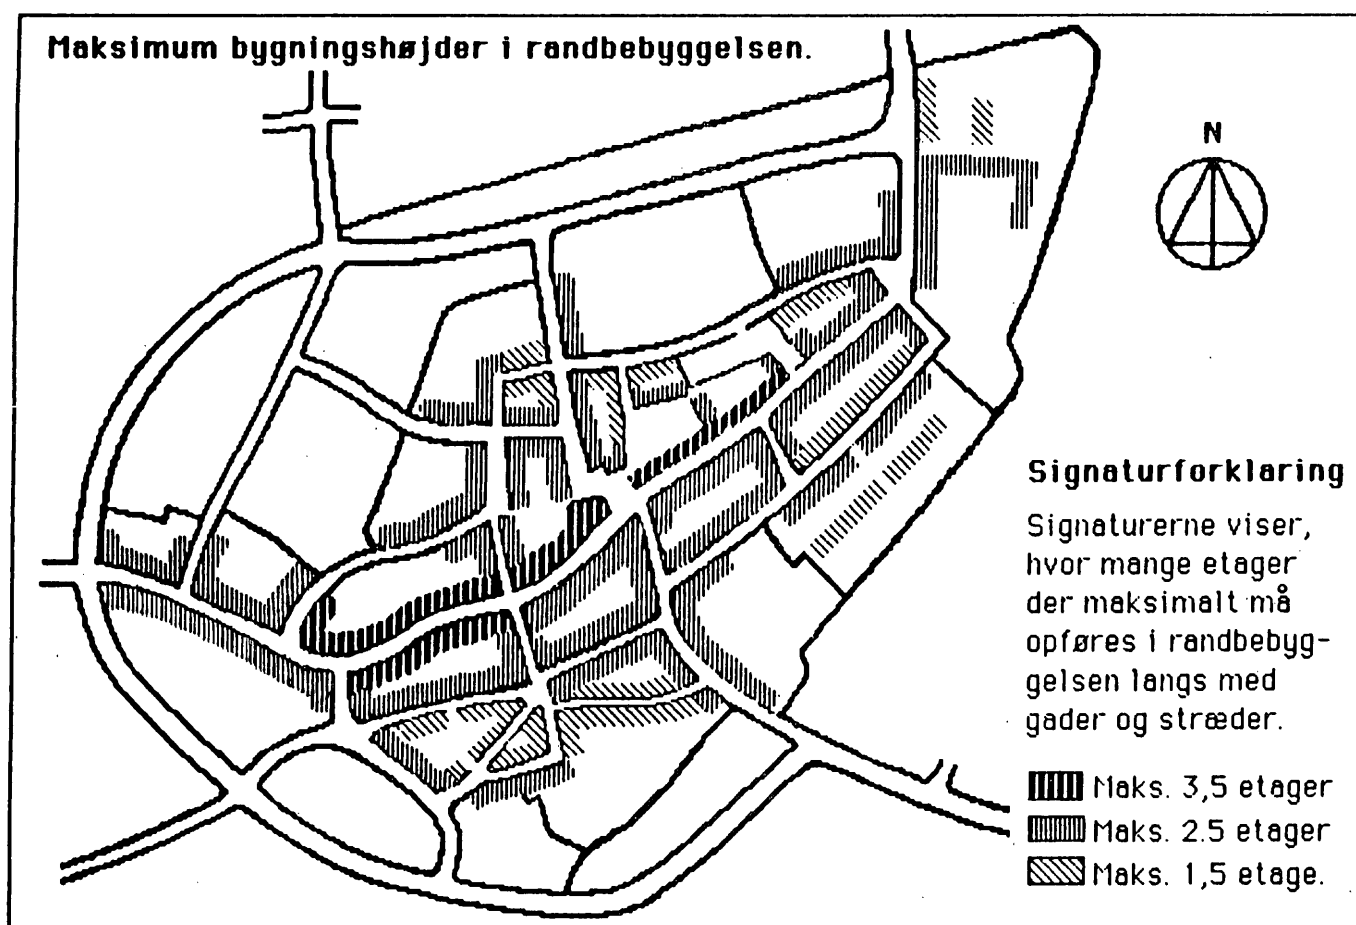 Maksimum bygningshøjder i randbebyggelsen.
N
Signaturforklaring
Signaturerne viser,
hvor mange etager
der maksimalt må
opføres i randbebyg-
gelsen langs med
gader og stræder.
Maks. 3,5 etager
Maks. 2.5 etager
Maks. 1,5 etage.